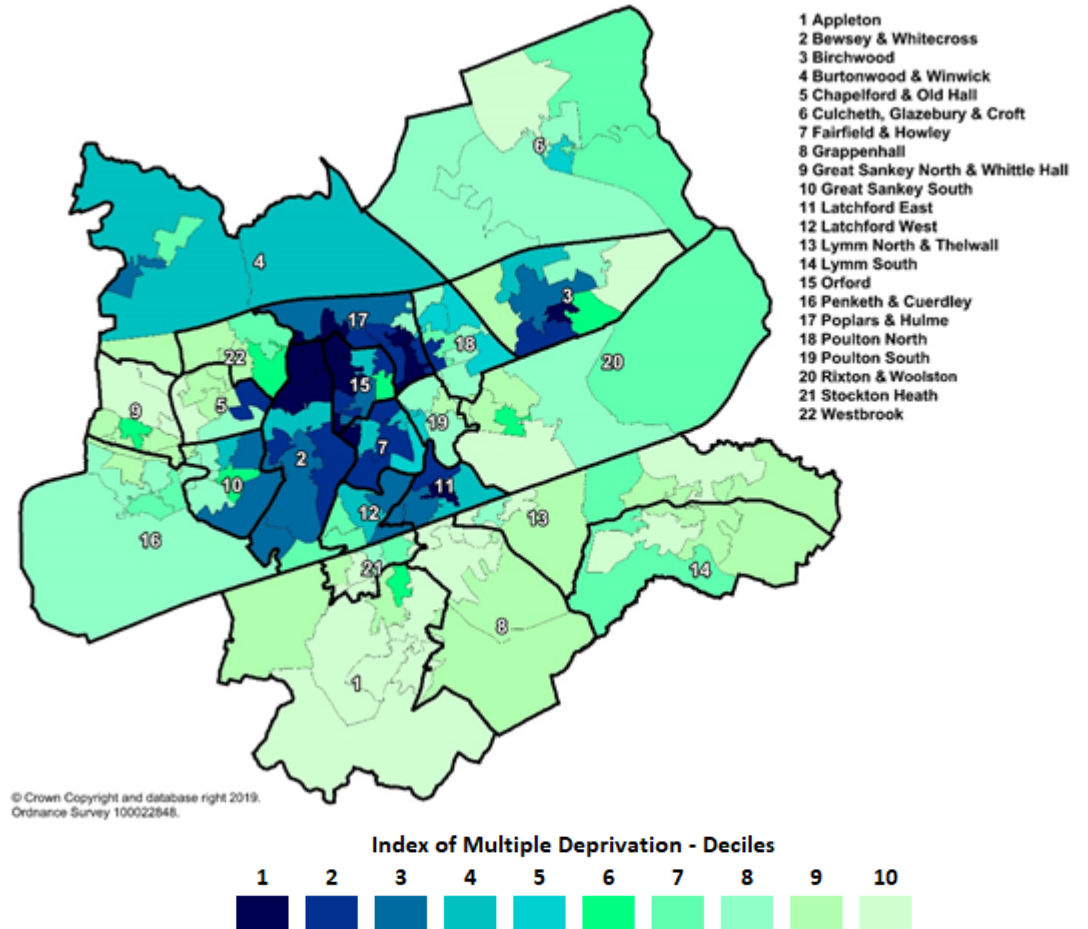 1 Appleton
2 Bewsey & Whitecross
3 Birchwood
4 Burtonwood & Winwick
5 Chapelford & Old Hall
6 Culcheth, Glazebury & Croft
7 Fairfield & Howley
8 Grappenhall
9 Great Sankey North & Whittle Hall
10 Great Sankey South
11 Latchford East
12 Latchford West
13 Lymm North & Thelwall
14 Lymm South
15 Orford
16 Penketh & Cuerdley
17 Poplars & Hulme
18 Poulton North
19 Poulton South
20 Rixton & Woolston
21 Stockton Heath
22 Westbrook
6
4
3
17
18
22
20
15
5
9
19
7
2
10
11
12
13
16
21
14
8
1
© Crown Copyright and database right 2019.
Ordnance Survey 100022848.
Index of Multiple Deprivation - Deciles
1 2 3 4 5 6 7 8 9 10